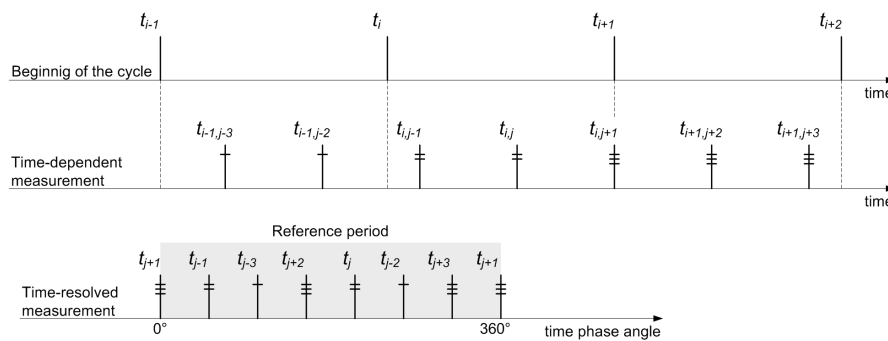 t_{i-1} t_i t_{i+1} t_{i+2}
Beginnig of the cycle
time
t_{i-1,j-3} t_{i-1,j-2} t_{i,j-1} t_{i,j} t_{i,j+1} t_{i+1,j+2} t_{i+1,j+3}
Time-dependent
measurement
time
Reference period
t_{j+1} t_{j-1} t_{j-3} t_{j+2} t_j t_{j-2} t_{j+3} t_{j+1}
Time-resolved
measurement
0° 360° time phase angle